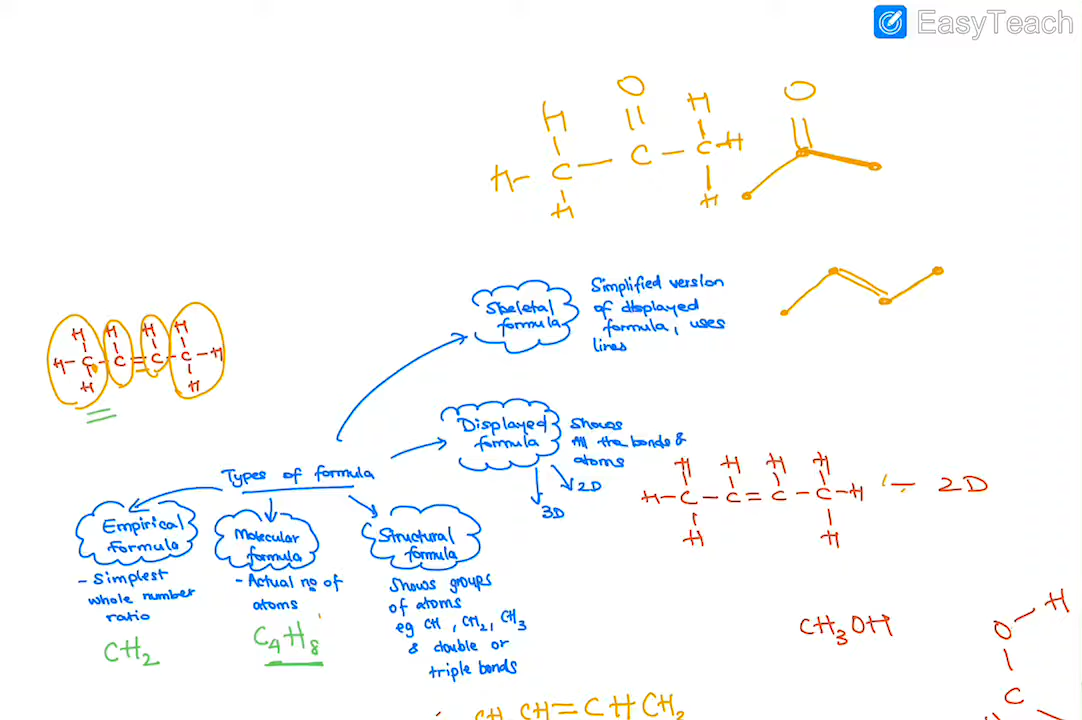 EasyTeach
O
H
H
H - C - C - C - H
H
H
O
Skeletal
formula
Simplified version
of displayed
formula, uses
lines
H H H H
H - C - C = C - C - H
H H
Displayed
formula
Shows
All the bonds &
atoms
2D
3D
H H H H
H - C - C = C - C - H
H H
- 2D
Types of formula
Empirical
formula
- Simplest
whole number
ratio
CH2
Molecular
formula
- Actual no of
atoms
C4H8
Structural
formula
Shows groups
of atoms
eg CH, CH2, CH3
& double or
triple bonds
CH3OH
O - H
C
CH=CHCH2